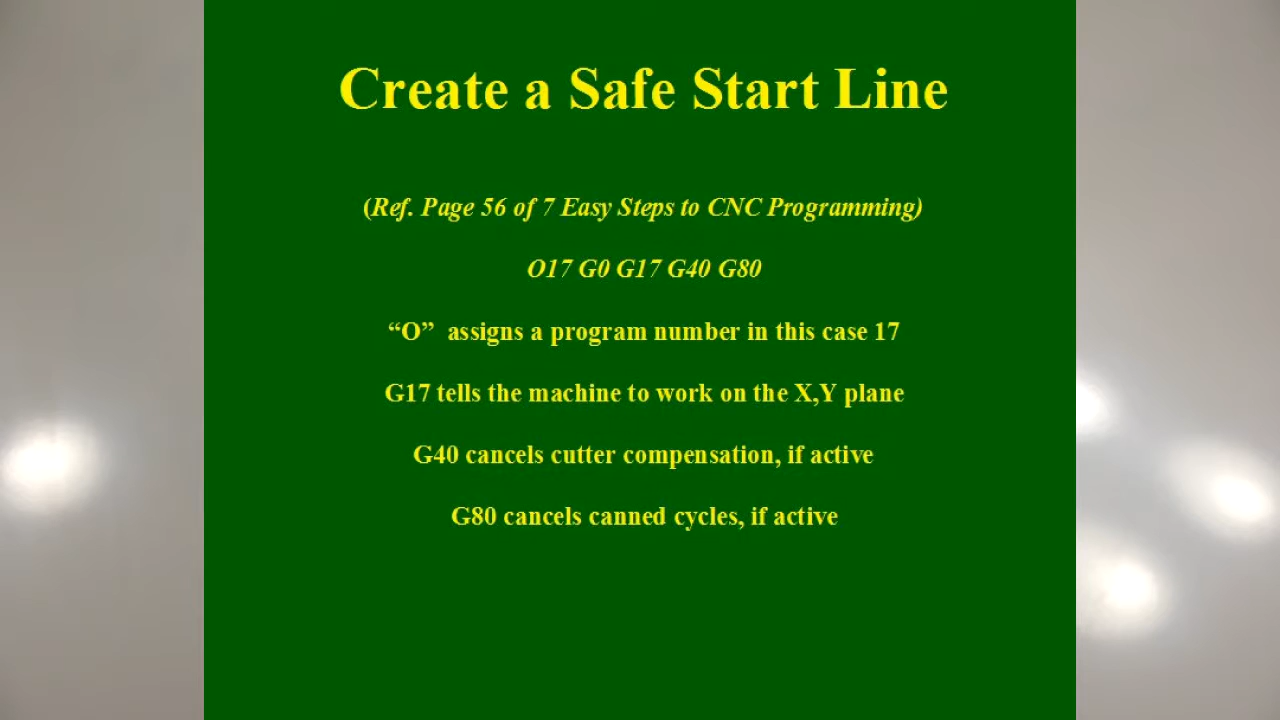 Create a Safe Start Line
(Ref. Page 56 of 7 Easy Steps to CNC Programming)
O17 G0 G17 G40 G80
“O”  assigns a program number in this case 17
G17 tells the machine to work on the X,Y plane
G40 cancels cutter compensation, if active
G80 cancels canned cycles, if active